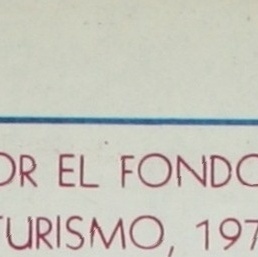 OR EL FONDO
TURISMO, 197